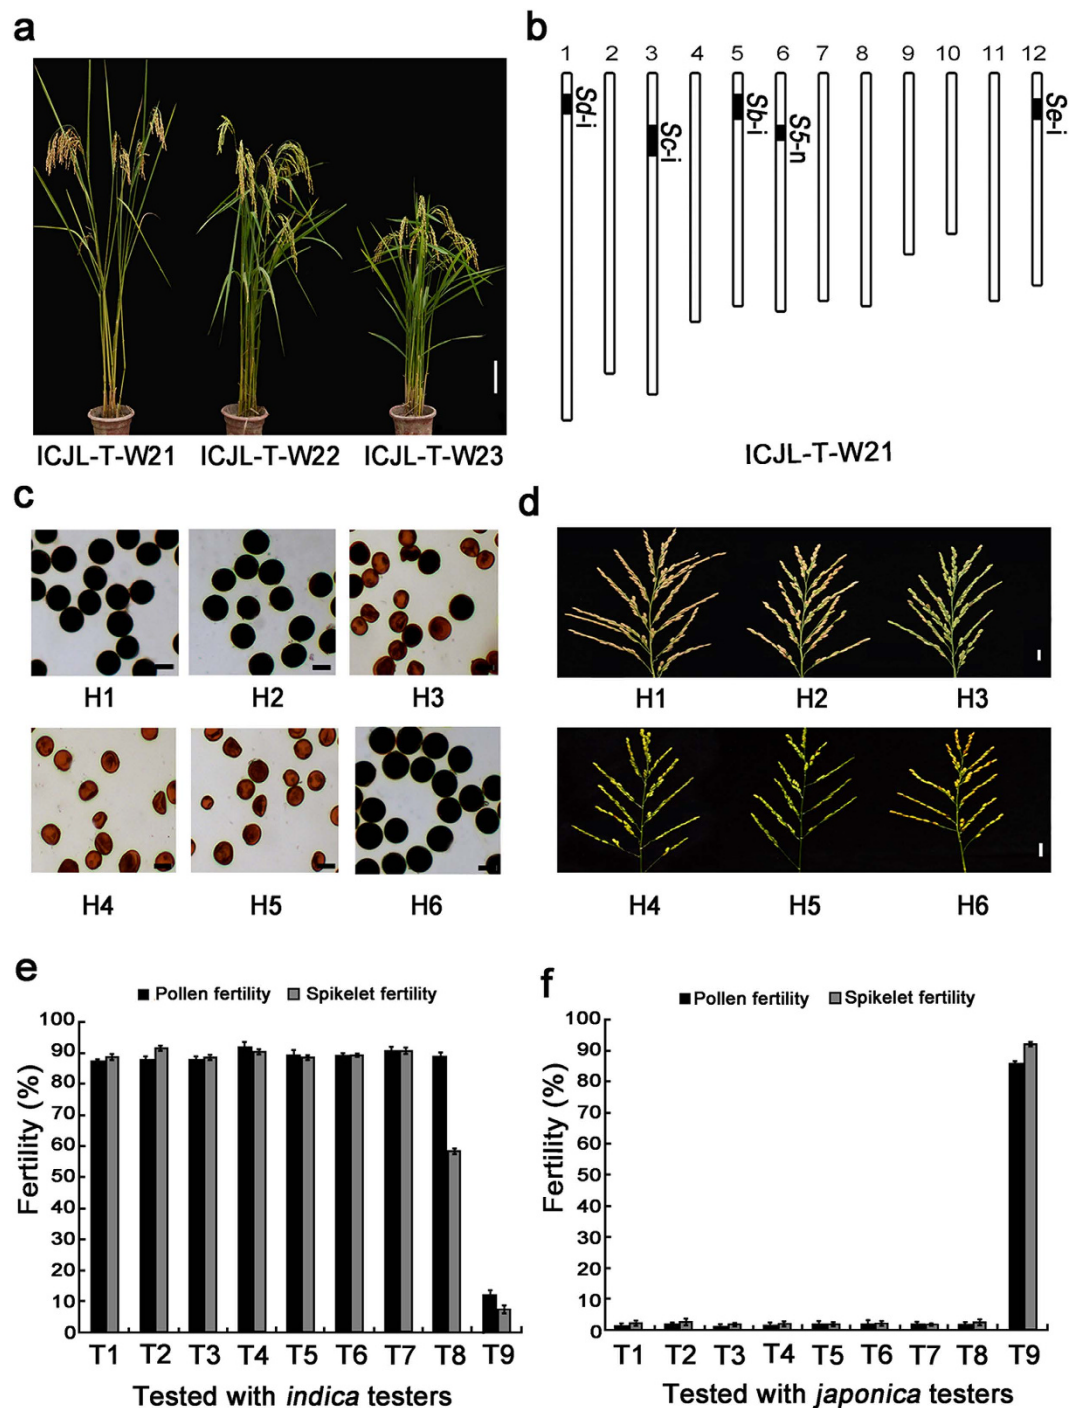 a
ICJL-T-W21 ICJL-T-W22 ICJL-T-W23
b
1 2 3 4 5 6 7 8 9 10 11 12
Sd-i Sc-i Sb-i S5-n Se-i
ICJL-T-W21
c
H1 H2 H3
H4 H5 H6
d
H1 H2 H3
H4 H5 H6
e
Pollen fertility Spikelet fertility
Fertility (%)
100
90
80
70
60
50
40
30
20
10
0
T1 T2 T3 T4 T5 T6 T7 T8 T9
Tested with indica testers
f
Pollen fertility Spikelet fertility
Fertility (%)
100
90
80
70
60
50
40
30
20
10
0
T1 T2 T3 T4 T5 T6 T7 T8 T9
Tested with japonica testers